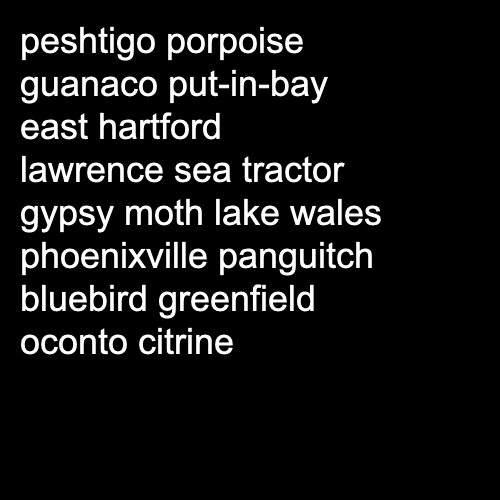 peshtigo porpoise
guanaco put-in-bay
east hartford
lawrence sea tractor
gypsy moth lake wales
phoenixville panguitch
bluebird greenfield
oconto citrine